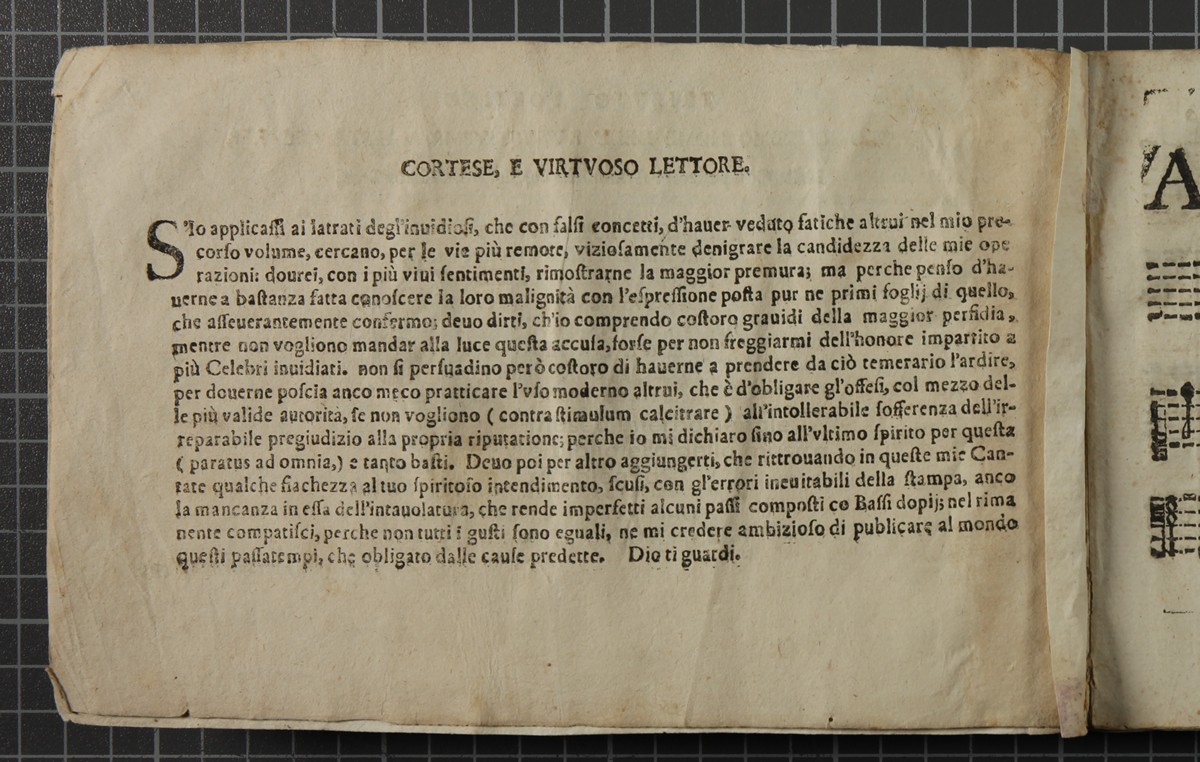 CORTESE, E VIRTVOSO LETTORE.
S'Io applicassi ai latrati degl'inuidiosi, che con falsi concetti, d'hauer veduto fatiche altrui nel mio pre-
corso volume, cercano, per le vie più remote, viziosamente denigrare la candidezza delle mie ope
razioni: dourei, con i più viui sentimenti, rimostrarne la maggior premura; ma perche penso d'ha-
uerne a bastanza fatta conoscere la loro malignità con l'espressione posta pur ne primi foglij di quello,
che asseuerantemente confermo; deuo dirti, ch'io comprendo costoro grauidi della maggior perfidia,
mentre non vogliono mandar alla luce questa accusa, forse per non freggiarmi dell'honore impartito a
più Celebri inuidiati. non si persuadino però costoro di hauerne a prendere da ciò temerario l'ardire,
per douerne poscia anco meco pratticare l'vso moderno altrui, che è d'obligare gl'offesi, col mezzo del-
le più valide autorità, se non vogliono ( contra stimulum calcitrare ) all'intollerabile sofferenza dell'ir-
reparabile pregiudizio alla propria riputatione; perche io mi dichiaro sino all'vltimo spirito per questa
( paratus ad omnia,) e tanto basti. Deuo poi per altro aggiungerti, che rittrouando in queste mie Can-
tate qualche fiachezza al tuo spiritoso intendimento, scusi, con gl'errori ineuitabili della stampa, anco
la mancanza in essa dell'intauolatura, che rende imperfetti alcuni passi composti co Bassi dopij; nel rima
nente compatisci, perche non tutti i gusti sono eguali, ne mi credere ambizioso di publicare al mondo
questi passatempi, che obligato dalle cause predette. Dio ti guardi.
A